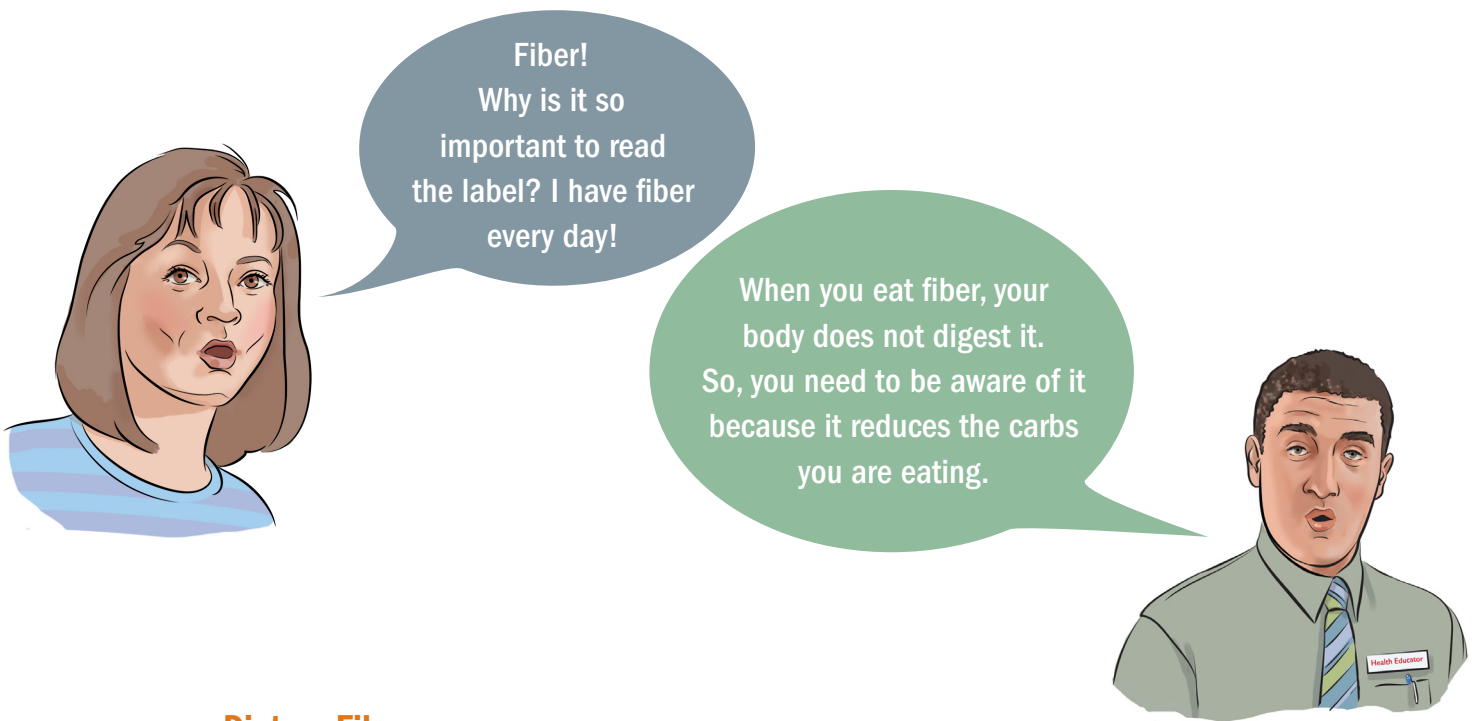 Fiber!
Why is it so
important to read
the label? I have fiber
every day!
When you eat fiber, your
body does not digest it.
So, you need to be aware of it
because it reduces the carbs
you are eating.
Health Educator